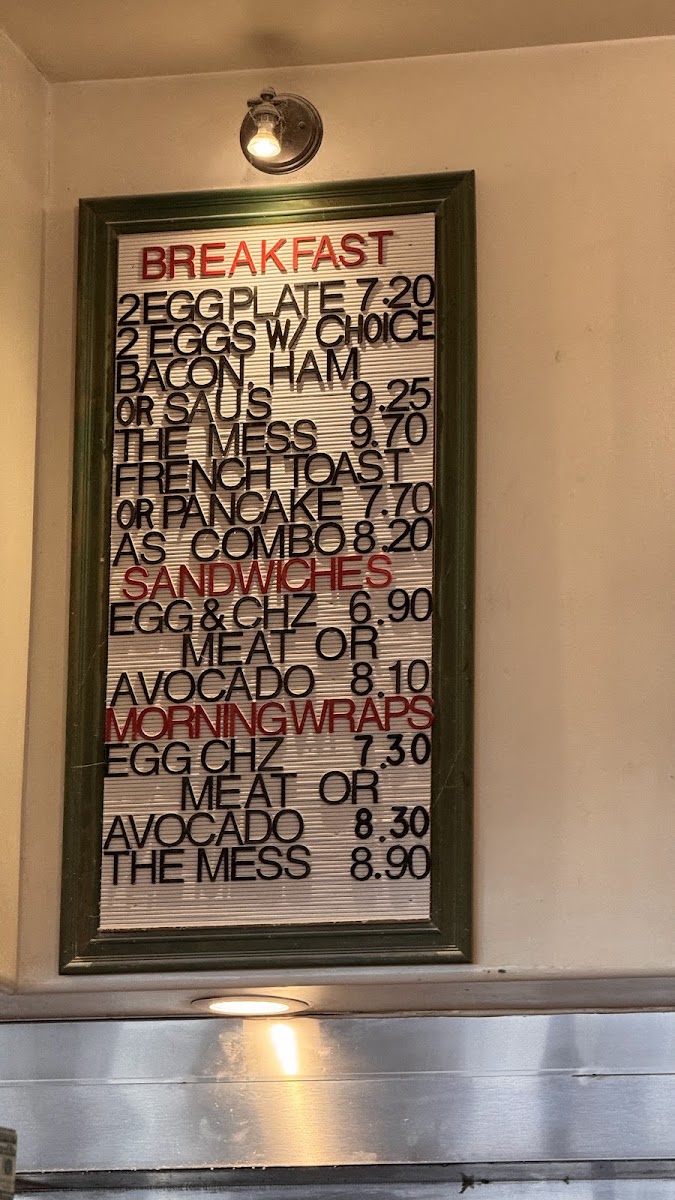 BREAKFAST
2 EGG PLATE 7.20
2 EGGS W/ CHOICE
BACON, HAM
OR SAUS 9.25
THE MESS 9.70
FRENCH TOAST
OR PANCAKE 7.70
AS COMBO 8.20
SANDWICHES
EGG & CHZ 6.90
MEAT OR
AVOCADO 8.10
MORNING WRAPS
EGG CHZ 7.30
MEAT OR
AVOCADO 8.30
THE MESS 8.90